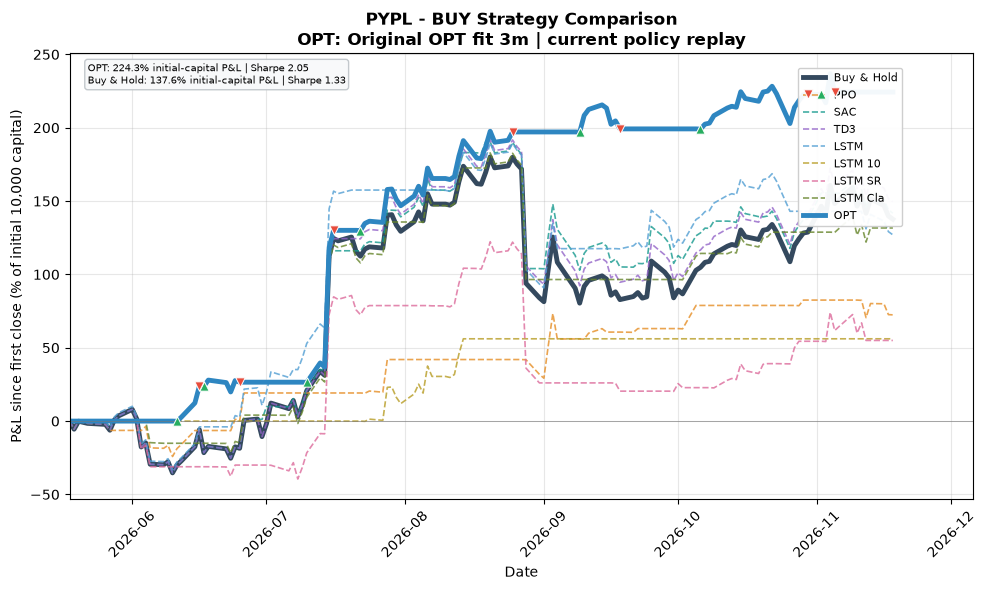 PYPL - BUY Strategy Comparison
OPT: Original OPT fit 3m | current policy replay
OPT: 224.3% initial-capital P&L | Sharpe 2.05
Buy & Hold: 137.6% initial-capital P&L | Sharpe 1.33
Buy & Hold
PPO
SAC
TD3
LSTM
LSTM 10
LSTM SR
LSTM Cla
OPT
P&L since first close (% of initial 10,000 capital)
250
200
150
100
50
0
−50
2026-06
2026-07
2026-08
2026-09
2026-10
2026-11
2026-12
Date